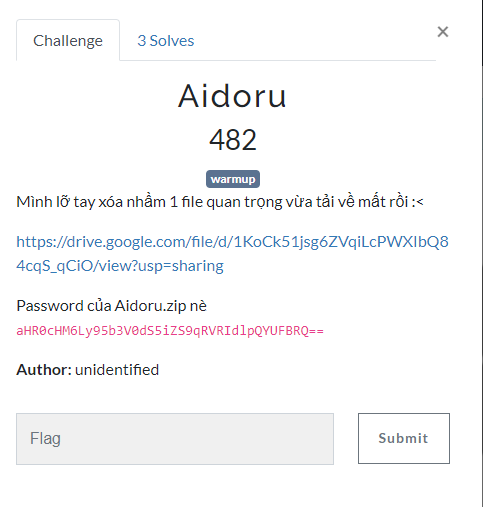 Challenge
3 Solves
×
Aidoru
482
warmup
Mình lỡ tay xóa nhầm 1 file quan trọng vừa tải về mất rồi :<
https://drive.google.com/file/d/1KoCk51jsg6ZVqiLcPWXIbQ8
4cqS_qCiO/view?usp=sharing
Password của Aidoru.zip nè
aHR0cHM6Ly95b3V0dS5iZS9qRVRIdlpQYUFBRQ==
Author: unidentified
Flag
Submit